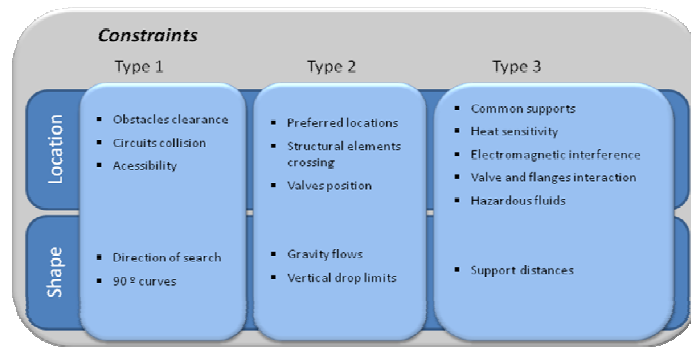 Constraints
Type 1
Type 2
Type 3
Location
Obstacles clearance
Circuits collision
Acessibility
Preferred locations
Structural elements
crossing
Valves position
Common supports
Heat sensitivity
Electromagnetic interference
Valve and flanges interaction
Hazardous fluids
Shape
Direction of search
90 º curves
Gravity flows
Vertical drop limits
Support distances